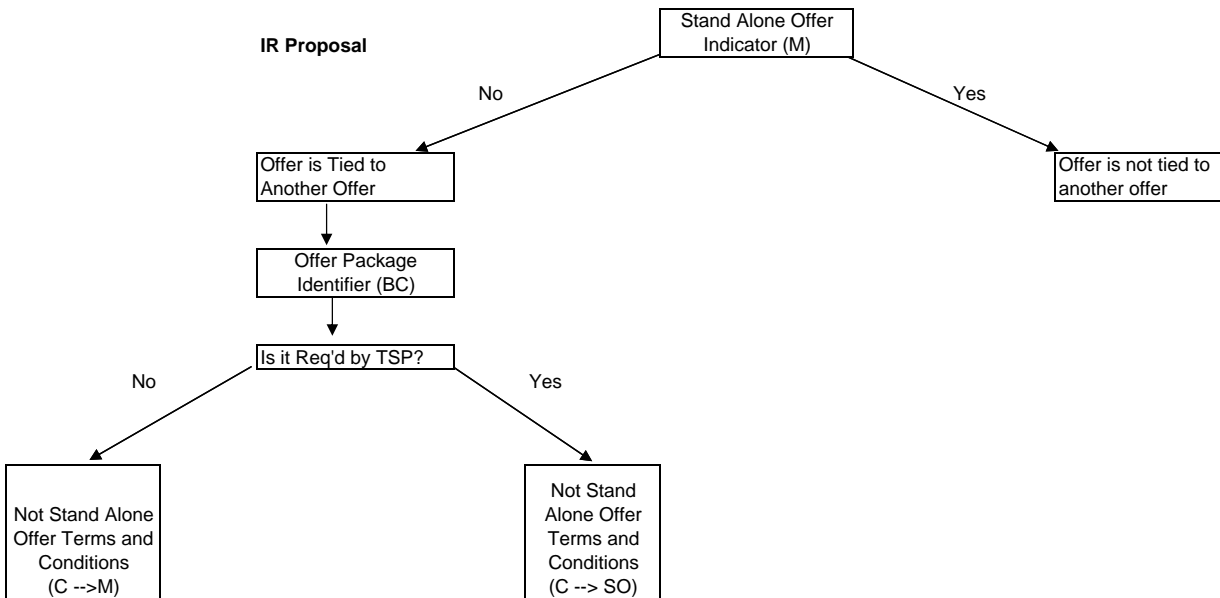 IR Proposal
Stand Alone Offer
Indicator (M)
No
Yes
Offer is Tied to
Another Offer
Offer is not tied to
another offer
Offer Package
Identifier (BC)
Is it Req'd by TSP?
No
Yes
Not Stand Alone
Offer Terms and
Conditions
(C -->M)
Not Stand
Alone Offer
Terms and
Conditions
(C --> SO)